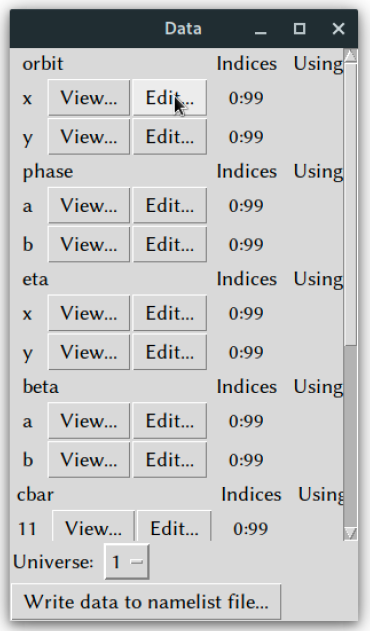 Data
orbit Indices Using
x View... Edit... 0:99
y View... Edit... 0:99
phase Indices Using
a View... Edit... 0:99
b View... Edit... 0:99
eta Indices Using
x View... Edit... 0:99
y View... Edit... 0:99
beta Indices Using
a View... Edit... 0:99
b View... Edit... 0:99
cbar Indices Using
11 View... Edit... 0:99
Universe: 1
Write data to namelist file...